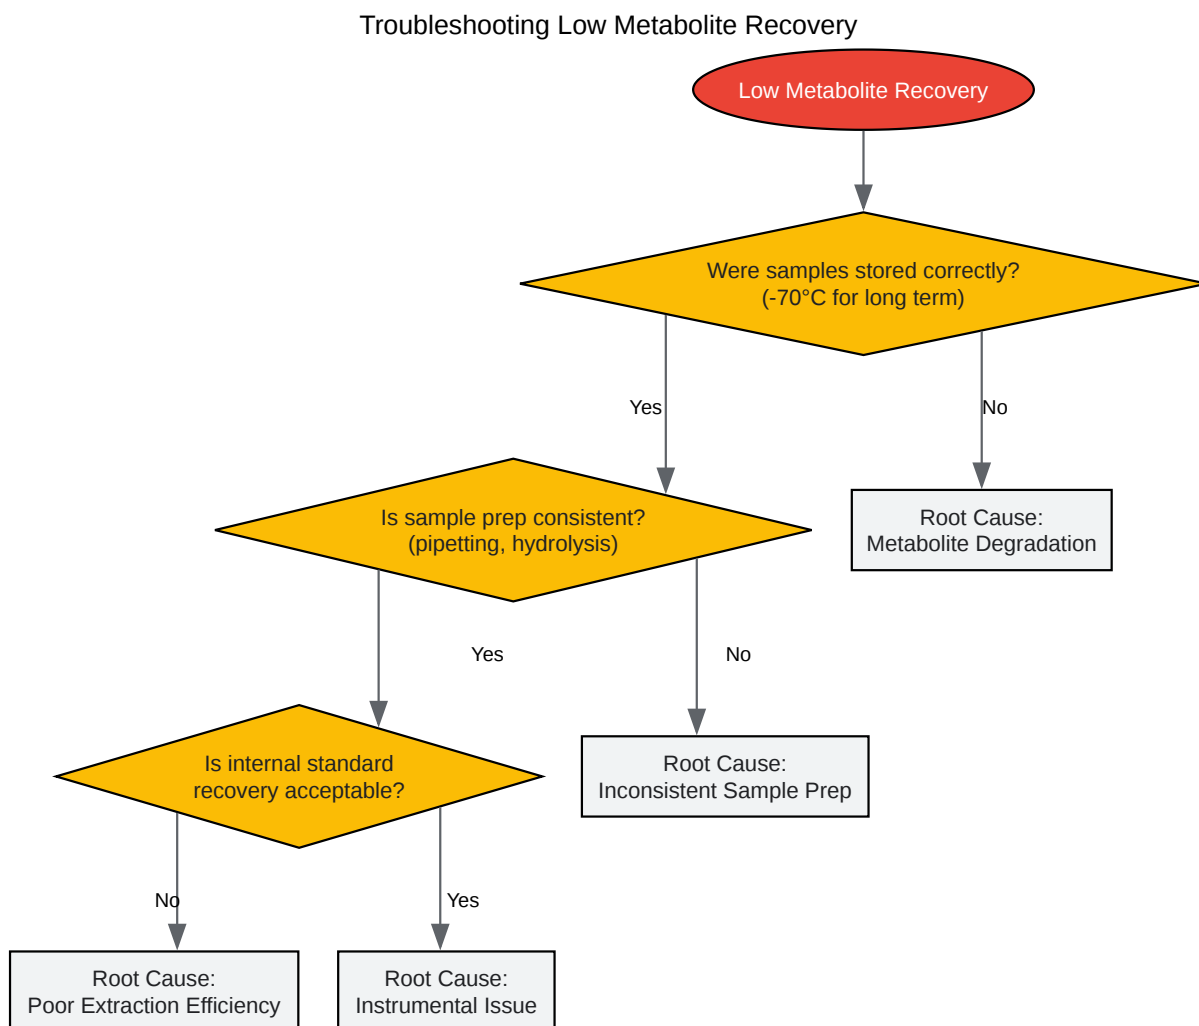 Troubleshooting Low Metabolite Recovery
Low Metabolite Recovery
Were samples stored correctly?
(-70°C for long term)
Yes
No
Is sample prep consistent?
(pipetting, hydrolysis)
Root Cause:
Metabolite Degradation
Yes
No
Is internal standard
recovery acceptable?
Root Cause:
Inconsistent Sample Prep
No
Yes
Root Cause:
Poor Extraction Efficiency
Root Cause:
Instrumental Issue